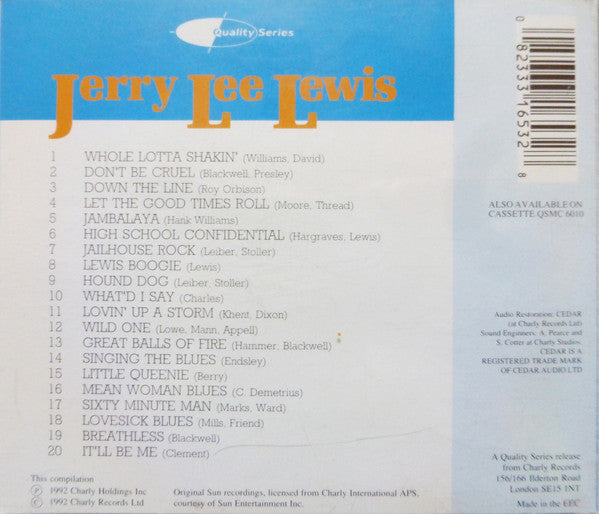 Quality Series
Jerry Lee Lewis
1 WHOLE LOTTA SHAKIN' (Williams, David)
2 DON'T BE CRUEL (Blackwell, Presley)
3 DOWN THE LINE (Roy Orbison)
4 LET THE GOOD TIMES ROLL (Moore, Thread)
5 JAMBALAYA (Hank Williams)
6 HIGH SCHOOL CONFIDENTIAL (Hargraves, Lewis)
7 JAILHOUSE ROCK (Leiber, Stoller)
8 LEWIS BOOGIE (Lewis)
9 HOUND DOG (Leiber, Stoller)
10 WHAT'D I SAY (Charles)
11 LOVIN' UP A STORM (Khent, Dixon)
12 WILD ONE (Lowe, Mann, Appell)
13 GREAT BALLS OF FIRE (Hammer, Blackwell)
14 SINGING THE BLUES (Endsley)
15 LITTLE QUEENIE (Berry)
16 MEAN WOMAN BLUES (C. Demetrius)
17 SIXTY MINUTE MAN (Marks, Ward)
18 LOVESICK BLUES (Mills, Friend)
19 BREATHLESS (Blackwell)
20 IT'LL BE ME (Clement)
This compilation
Ⓟ 1992 Charly Holdings Inc
© 1992 Charly Records Ltd
Original Sun recordings, licensed from Charly International APS,
courtesy of Sun Entertainment Inc.
0 82333 16532 8
ALSO AVAILABLE ON
CASSETTE QSMC 6010
Audio Restoration: CEDAR
(at Charly Records Ltd)
Sound Engineers: A. Pearce and
S. Cotter at Charly Studios.
CEDAR IS A
REGISTERED TRADE MARK
OF CEDAR AUDIO LTD
A Quality Series release
from Charly Records
156/166 Ilderton Road
London SE15 1NT
Made in the EEC